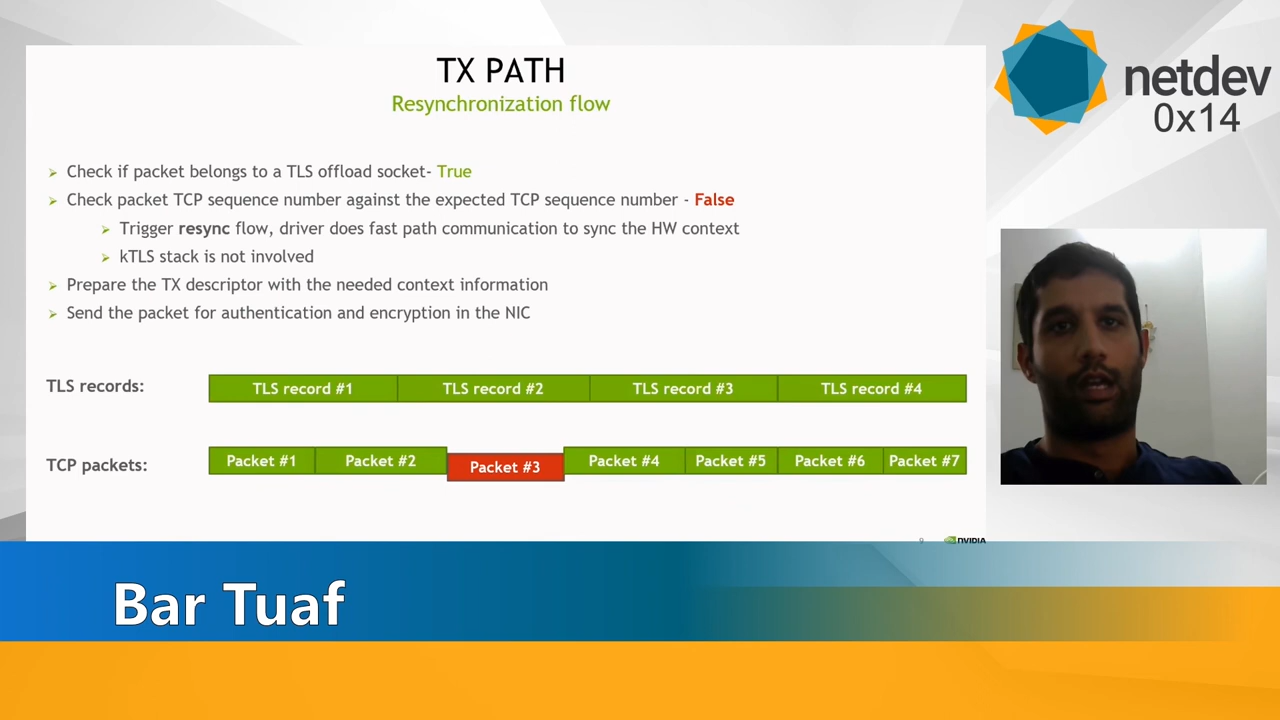 TX PATH
Resynchronization flow
Check if packet belongs to a TLS offload socket- True
Check packet TCP sequence number against the expected TCP sequence number - False
Trigger resync flow, driver does fast path communication to sync the HW context
kTLS stack is not involved
Prepare the TX descriptor with the needed context information
Send the packet for authentication and encryption in the NIC
TLS records:
TLS record #1 TLS record #2 TLS record #3 TLS record #4
TCP packets:
Packet #1 Packet #2 Packet #3 Packet #4 Packet #5 Packet #6 Packet #7
9 NVIDIA
netdev
0x14
Bar Tuaf